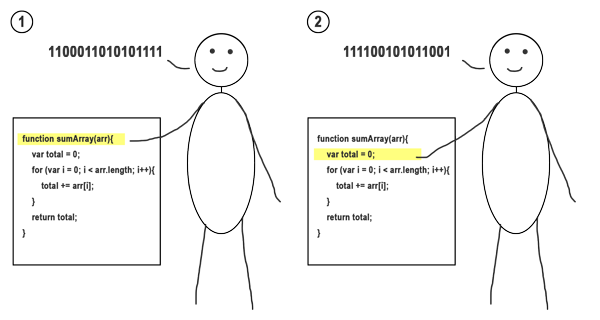 1
1100011010101111
function sumArray(arr){
var total = 0;
for (var i = 0; i < arr.length; i++){
total += arr[i];
}
return total;
}
2
111100101011001
function sumArray(arr){
var total = 0;
for (var i = 0; i < arr.length; i++){
total += arr[i];
}
return total;
}